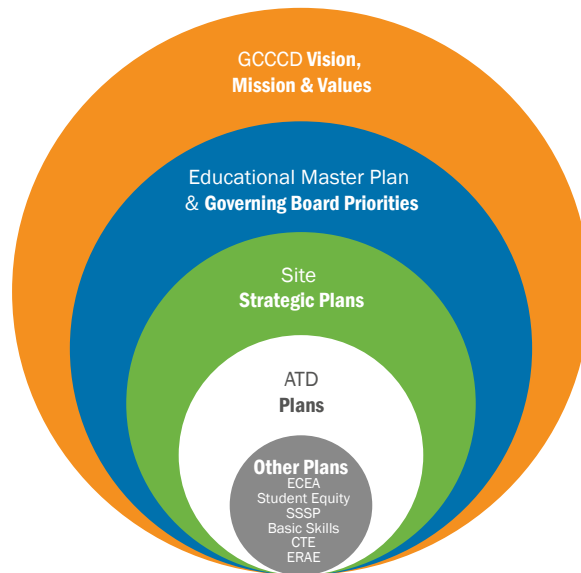 GCCCD Vision,
Mission & Values
Educational Master Plan
& Governing Board Priorities
Site
Strategic Plans
ATD
Plans
Other Plans
ECEA
Student Equity
SSSP
Basic Skills
CTE
ERAE